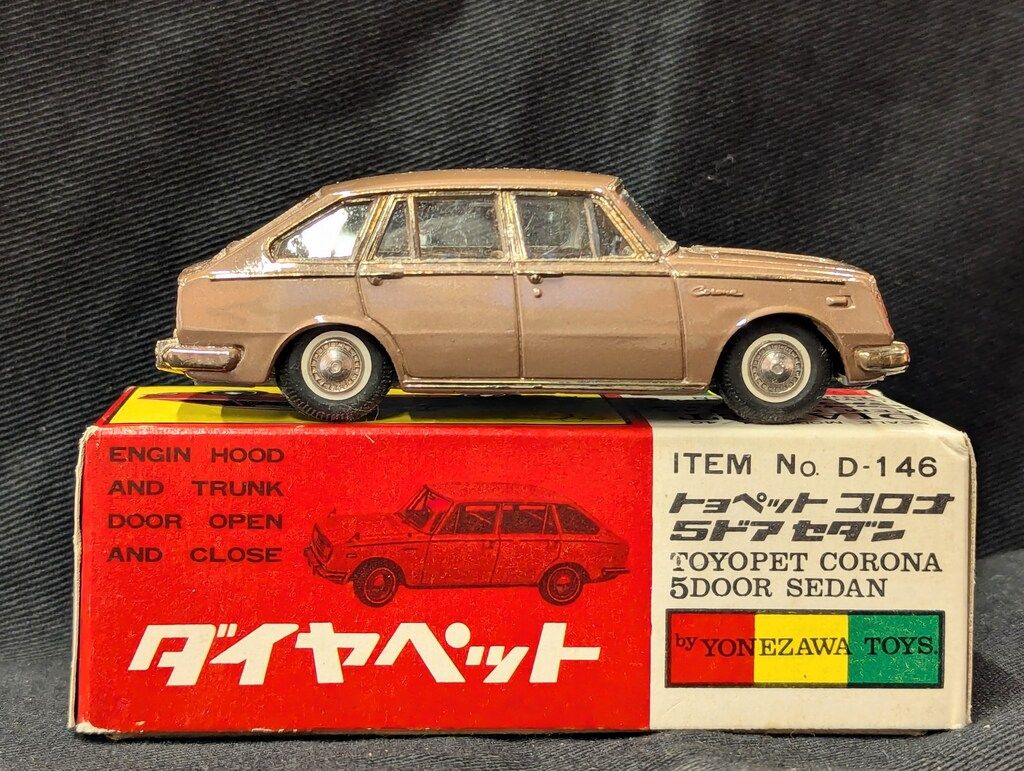 Corona
ENGIN HOOD
AND TRUNK
DOOR OPEN
AND CLOSE
ダイヤペット
ITEM No. D-146
トヨペット コロナ
5ドア セダン
TOYOPET CORONA
5DOOR SEDAN
by YONEZAWA TOYS.